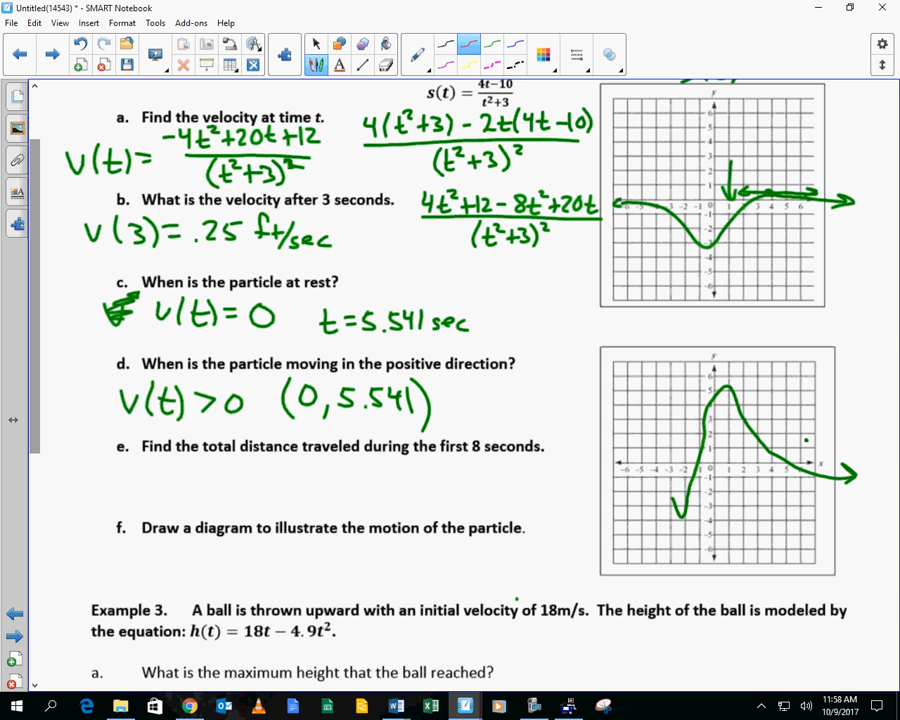 Untitled(14543) * - SMART Notebook
File Edit View Insert Format Tools Add-ons Help
s(t) = 4t−10 / t²+3
a. Find the velocity at time t.
v(t) = −4t²+20t+12 / (t²+3)²
4(t²+3) − 2t(4t−10) / (t²+3)²
b. What is the velocity after 3 seconds.
4t²+12−8t²+20t / (t²+3)²
v(3) = .25 ft/sec
c. When is the particle at rest?
v(t) = 0 t = 5.541 sec
d. When is the particle moving in the positive direction?
v(t) > 0 (0, 5.541)
e. Find the total distance traveled during the first 8 seconds.
f. Draw a diagram to illustrate the motion of the particle.
Example 3. A ball is thrown upward with an initial velocity of 18m/s. The height of the ball is modeled by
the equation: h(t) = 18t − 4.9t².
a. What is the maximum height that the ball reached?
11:58 AM
10/9/2017